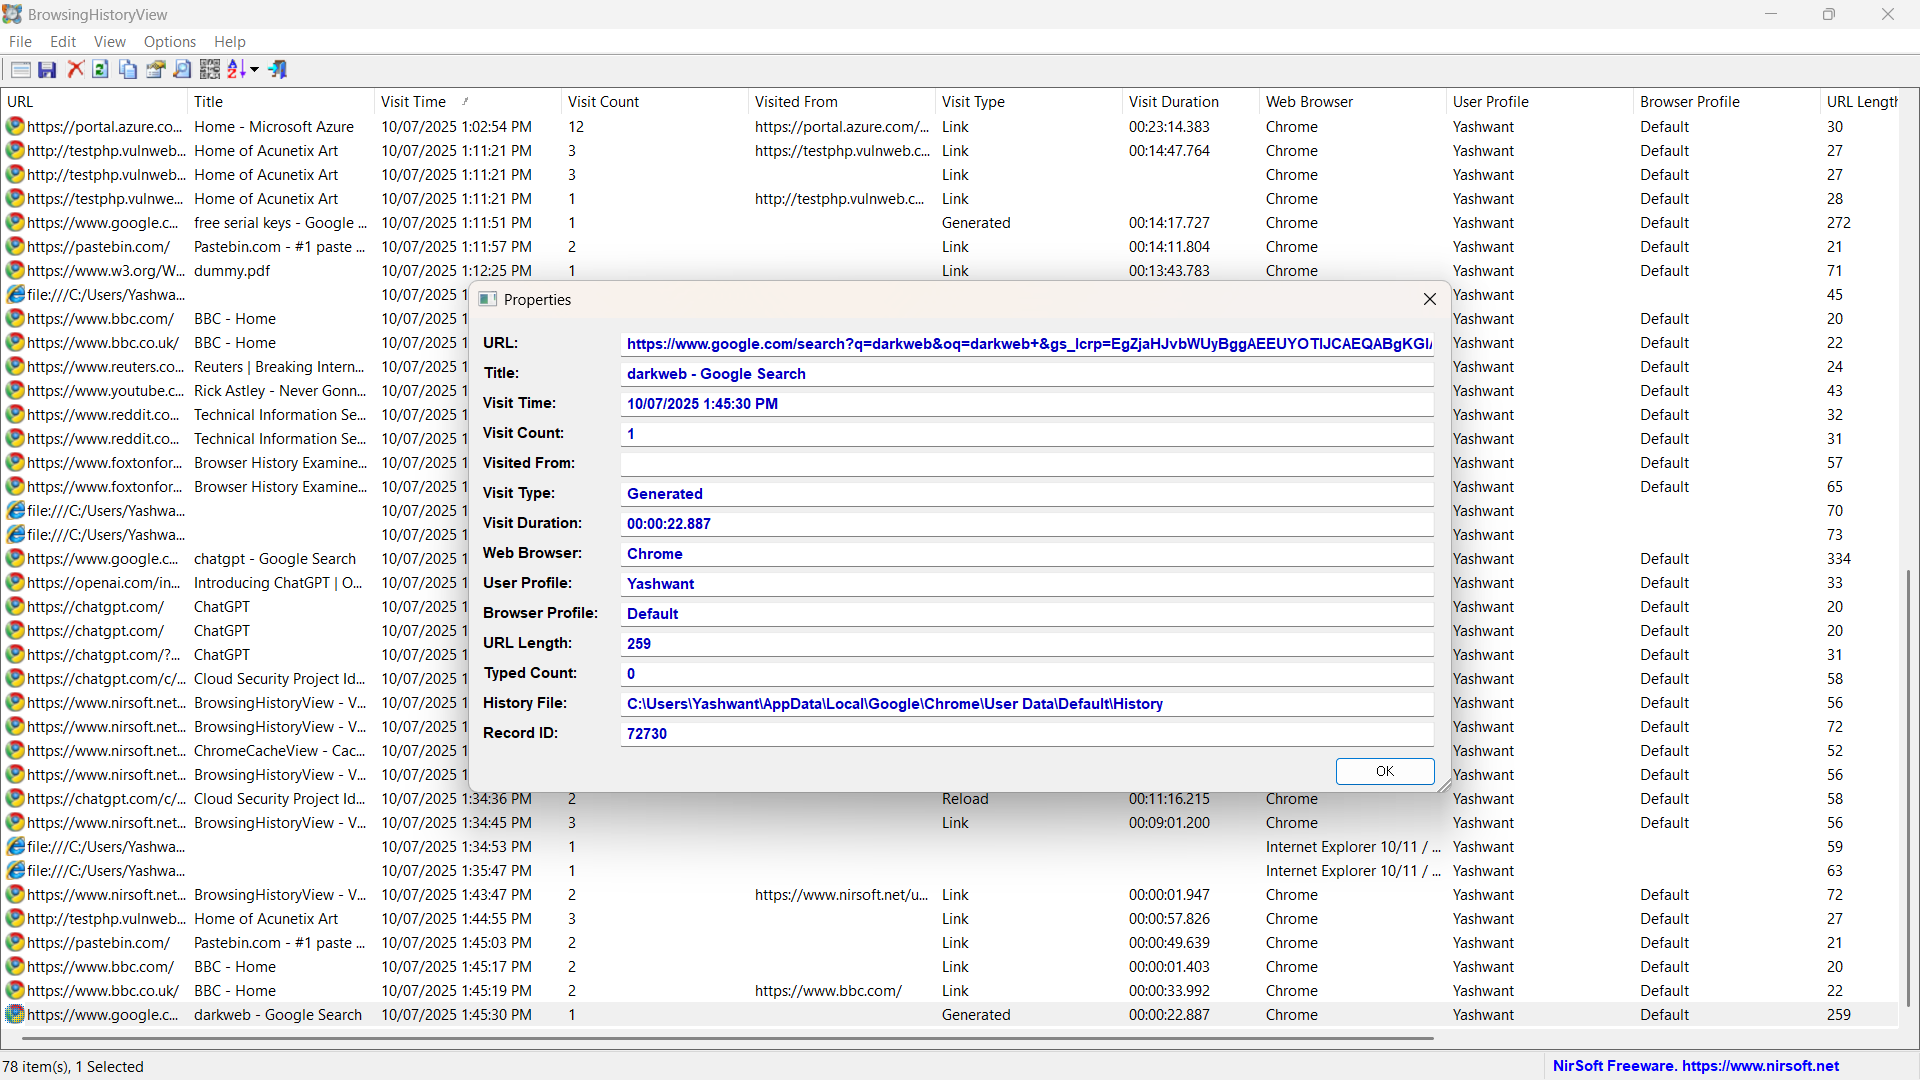 BrowsingHistoryView
File Edit View Options Help
URL Title Visit Time Visit Count Visited From Visit Type Visit Duration Web Browser User Profile Browser Profile URL Length
https://portal.azure.co... Home - Microsoft Azure 10/07/2025 1:02:54 PM 12 https://portal.azure.com/... Link 00:23:14.383 Chrome Yashwant Default 30
http://testphp.vulnweb... Home of Acunetix Art 10/07/2025 1:11:21 PM 3 https://testphp.vulnweb.c... Link 00:14:47.764 Chrome Yashwant Default 27
http://testphp.vulnweb... Home of Acunetix Art 10/07/2025 1:11:21 PM 3 Link Chrome Yashwant Default 27
https://testphp.vulnwe... Home of Acunetix Art 10/07/2025 1:11:21 PM 1 http://testphp.vulnweb.c... Link Chrome Yashwant Default 28
https://www.google.c... free serial keys - Google ... 10/07/2025 1:11:51 PM 1 Generated 00:14:17.727 Chrome Yashwant Default 272
https://pastebin.com/ Pastebin.com - #1 paste ... 10/07/2025 1:11:57 PM 2 Link 00:14:11.804 Chrome Yashwant Default 21
https://www.w3.org/W... dummy.pdf 10/07/2025 1:12:25 PM 1 Link 00:13:43.783 Chrome Yashwant Default 71
file:///C:/Users/Yashwa... 10/07/2025 1 Yashwant 45
https://www.bbc.com/ BBC - Home 10/07/2025 1 Yashwant Default 20
https://www.bbc.co.uk/ BBC - Home 10/07/2025 1 Yashwant Default 22
https://www.reuters.co... Reuters | Breaking Intern... 10/07/2025 1 Yashwant Default 24
https://www.youtube.c... Rick Astley - Never Gonn... 10/07/2025 1 Yashwant Default 43
https://www.reddit.co... Technical Information Se... 10/07/2025 1 Yashwant Default 32
https://www.reddit.co... Technical Information Se... 10/07/2025 1 Yashwant Default 31
https://www.foxtonfor... Browser History Examine... 10/07/2025 1 Yashwant Default 57
https://www.foxtonfor... Browser History Examine... 10/07/2025 1 Yashwant Default 65
file:///C:/Users/Yashwa... 10/07/2025 1 Yashwant 70
file:///C:/Users/Yashwa... 10/07/2025 1 Yashwant 73
https://www.google.c... chatgpt - Google Search 10/07/2025 1 Yashwant Default 334
https://openai.com/in... Introducing ChatGPT | O... 10/07/2025 1 Yashwant Default 33
https://chatgpt.com/ ChatGPT 10/07/2025 1 Yashwant Default 20
https://chatgpt.com/ ChatGPT 10/07/2025 1 Yashwant Default 20
https://chatgpt.com/?... ChatGPT 10/07/2025 1 Yashwant Default 31
https://chatgpt.com/c/... Cloud Security Project Id... 10/07/2025 1 Yashwant Default 58
https://www.nirsoft.net... BrowsingHistoryView - V... 10/07/2025 1 Yashwant Default 56
https://www.nirsoft.net... BrowsingHistoryView - V... 10/07/2025 1 Yashwant Default 72
https://www.nirsoft.net... ChromeCacheView - Cac... 10/07/2025 1 Yashwant Default 52
https://www.nirsoft.net... BrowsingHistoryView - V... 10/07/2025 1 Yashwant Default 56
https://chatgpt.com/c/... Cloud Security Project Id... 10/07/2025 1:34:36 PM 2 Reload 00:11:16.215 Chrome Yashwant Default 58
https://www.nirsoft.net... BrowsingHistoryView - V... 10/07/2025 1:34:45 PM 3 Link 00:09:01.200 Chrome Yashwant Default 56
file:///C:/Users/Yashwa... 10/07/2025 1:34:53 PM 1 Internet Explorer 10/11 / ... Yashwant 59
file:///C:/Users/Yashwa... 10/07/2025 1:35:47 PM 1 Internet Explorer 10/11 / ... Yashwant 63
https://www.nirsoft.net... BrowsingHistoryView - V... 10/07/2025 1:43:47 PM 2 https://www.nirsoft.net/u... Link 00:00:01.947 Chrome Yashwant Default 72
http://testphp.vulnweb... Home of Acunetix Art 10/07/2025 1:44:55 PM 3 Link 00:00:57.826 Chrome Yashwant Default 27
https://pastebin.com/ Pastebin.com - #1 paste ... 10/07/2025 1:45:03 PM 2 Link 00:00:49.639 Chrome Yashwant Default 21
https://www.bbc.com/ BBC - Home 10/07/2025 1:45:17 PM 2 Link 00:00:01.403 Chrome Yashwant Default 20
https://www.bbc.co.uk/ BBC - Home 10/07/2025 1:45:19 PM 2 https://www.bbc.com/ Link 00:00:33.992 Chrome Yashwant Default 22
https://www.google.c... darkweb - Google Search 10/07/2025 1:45:30 PM 1 Generated 00:00:22.887 Chrome Yashwant Default 259
Properties
URL: https://www.google.com/search?q=darkweb&oq=darkweb+&gs_lcrp=EgZjaHJvbWUyBggAEEUYOTIJCAEQABgKGI
Title: darkweb - Google Search
Visit Time: 10/07/2025 1:45:30 PM
Visit Count: 1
Visited From:
Visit Type: Generated
Visit Duration: 00:00:22.887
Web Browser: Chrome
User Profile: Yashwant
Browser Profile: Default
URL Length: 259
Typed Count: 0
History File: C:\Users\Yashwant\AppData\Local\Google\Chrome\User Data\Default\History
Record ID: 72730
OK
78 item(s), 1 Selected
NirSoft Freeware. https://www.nirsoft.net